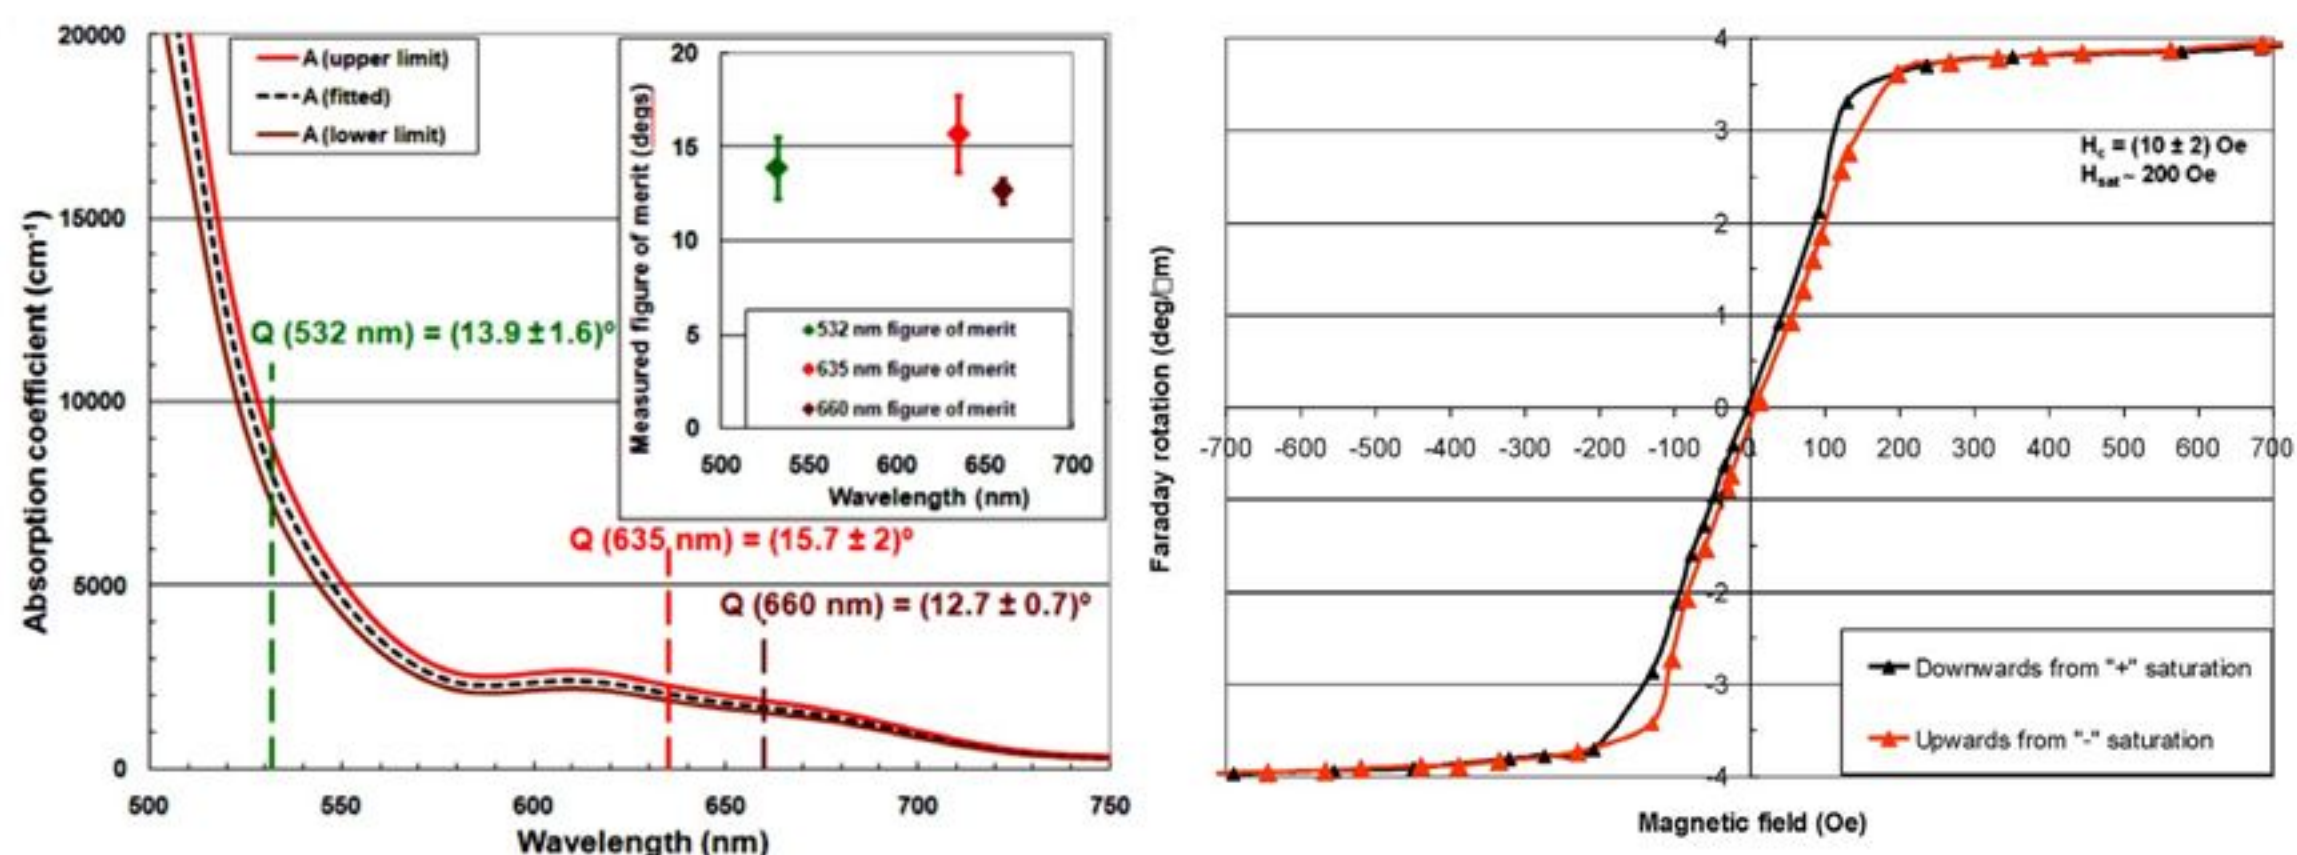 20000
15000
10000
5000
0
Absorption coefficient (cm⁻¹)
A (upper limit)
A (fitted)
A (lower limit)
Q (532 nm) = (13.9 ± 1.6)º
Q (635 nm) = (15.7 ± 2)º
Q (660 nm) = (12.7 ± 0.7)º
500 550 600 650 700 750
Wavelength (nm)
20
15
10
5
0
Measured figure of merit (degs)
532 nm figure of merit
635 nm figure of merit
660 nm figure of merit
500 550 600 650 700
Wavelength (nm)
4
3
2
1
0
-2
-3
-4
Faraday rotation (deg/□m)
-700 -600 -500 -400 -300 -200 -100 0 100 200 300 400 500 600 700
Hc = (10 ± 2) Oe
Hsat ~ 200 Oe
Downwards from "+" saturation
Upwards from "-" saturation
Magnetic field (Oe)